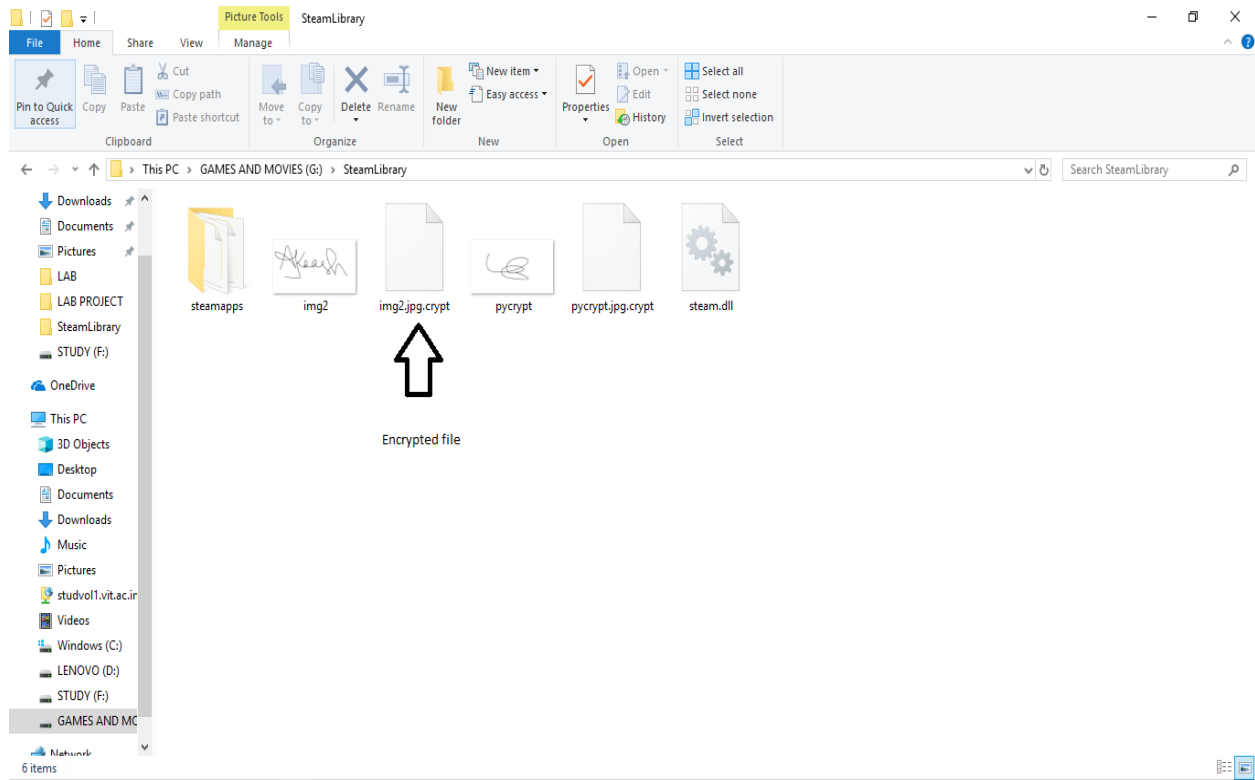 Picture Tools SteamLibrary
File Home Share View Manage
Pin to Quick access
Copy
Paste
Cut
Copy path
Paste shortcut
Clipboard
Move to
Copy to
Delete
Rename
Organize
New folder
New item
Easy access
New
Properties
Open
Edit
History
Open
Select all
Select none
Invert selection
Select
This PC > GAMES AND MOVIES (G:) > SteamLibrary
Search SteamLibrary
Downloads
Documents
Pictures
LAB
LAB PROJECT
SteamLibrary
STUDY (F:)
OneDrive
This PC
3D Objects
Desktop
Documents
Downloads
Music
Pictures
studvol1.vit.ac.in
Videos
Windows (C:)
LENOVO (D:)
STUDY (F:)
GAMES AND MO
Network
Akaash
steamapps
img2
img2.jpg.crypt
pycrypt
pycrypt.jpg.crypt
steam.dll
Encrypted file
6 items